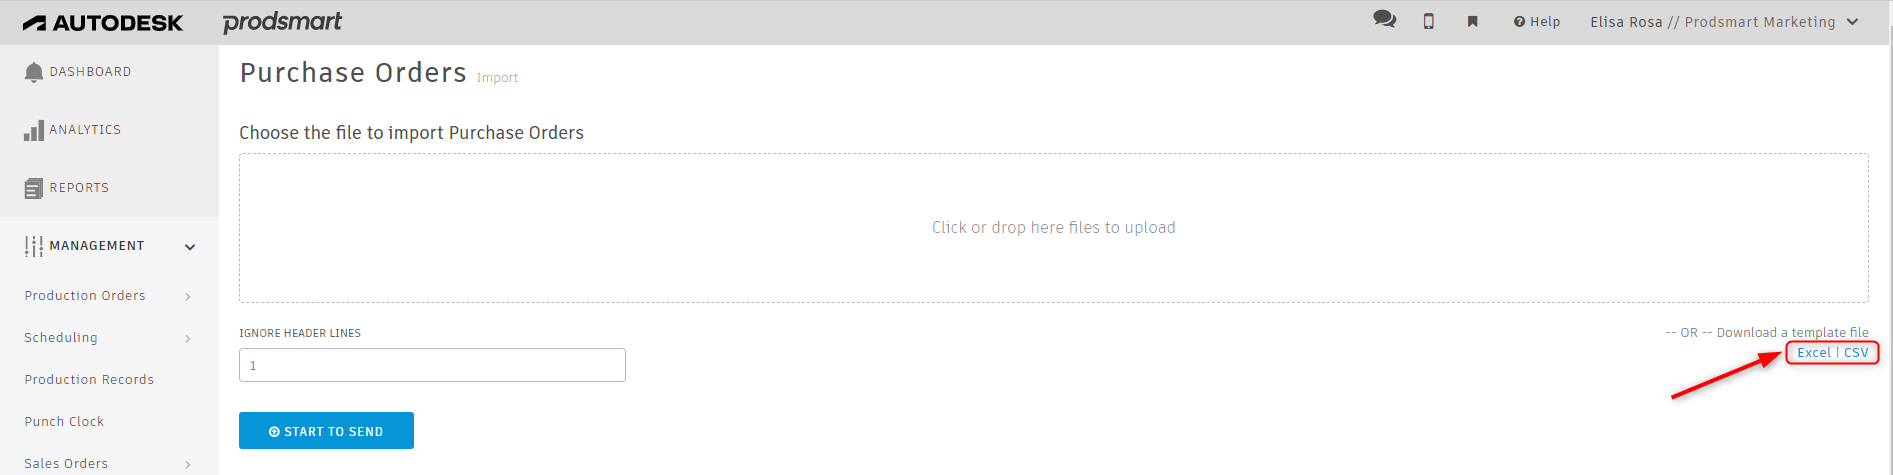 AUTODESK prodsmart Help Elisa Rosa // Prodsmart Marketing
DASHBOARD
ANALYTICS
REPORTS
MANAGEMENT
Production Orders
Scheduling
Production Records
Punch Clock
Sales Orders
Purchase Orders Import
Choose the file to import Purchase Orders
Click or drop here files to upload
IGNORE HEADER LINES
1
-- OR -- Download a template file
Excel | CSV
START TO SEND